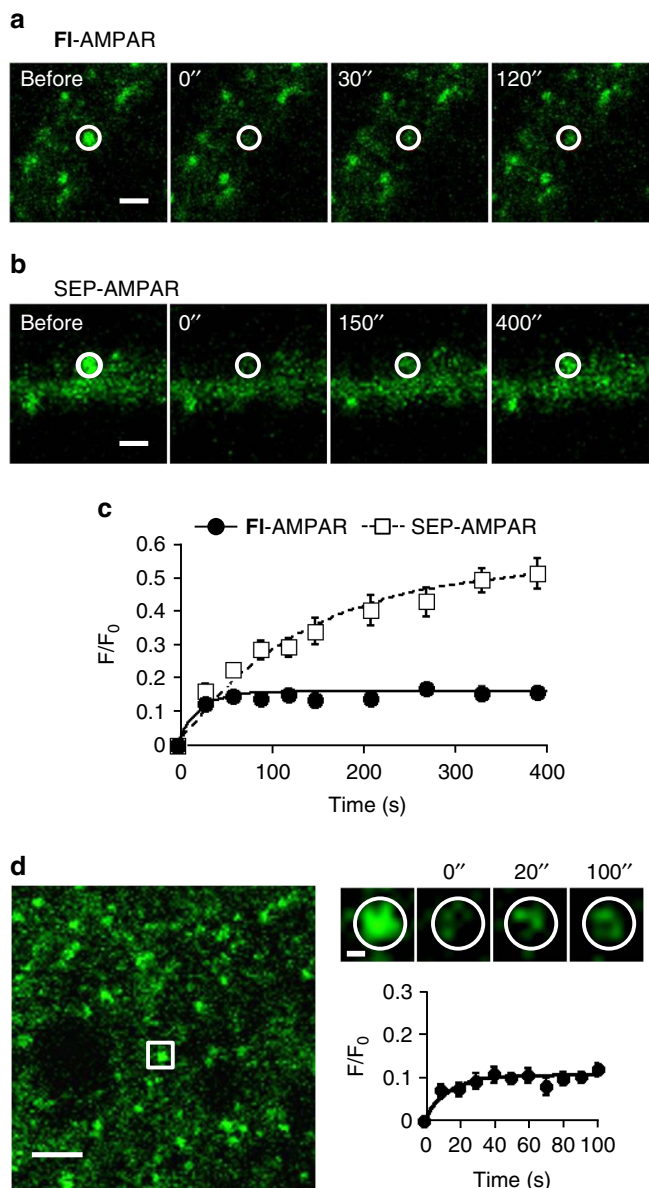 a
FI-AMPAR
Before 0″ 30″ 120″
b
SEP-AMPAR
Before 0″ 150″ 400″
c
FI-AMPAR SEP-AMPAR
F/F0
0.6
0.5
0.4
0.3
0.2
0.1
0
0 100 200 300 400
Time (s)
d
0″ 20″ 100″
F/F0
0.3
0.2
0.1
0
0 20 40 60 80 100
Time (s)